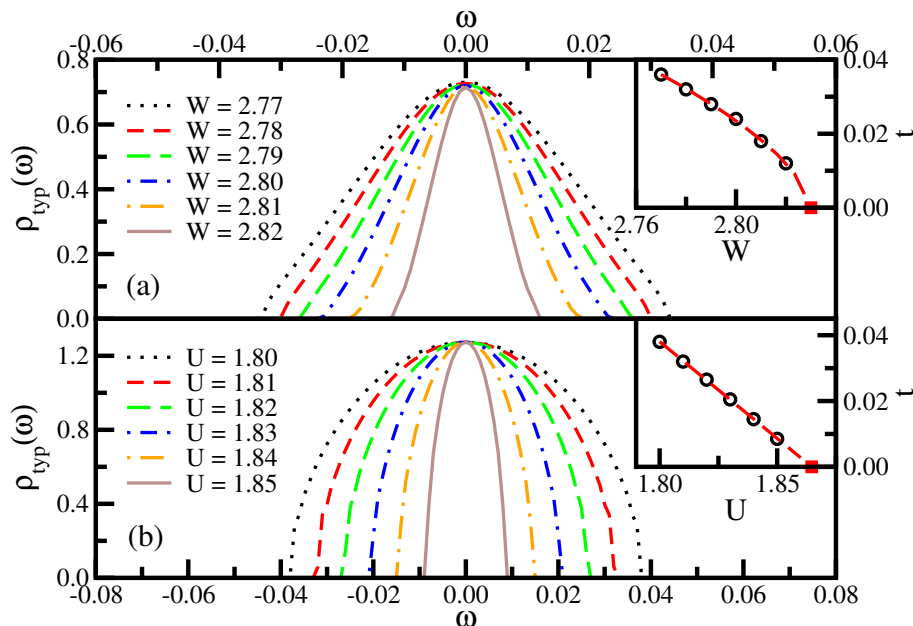 ω
-0.06 -0.04 -0.02 0.00 0.02 0.04 0.06
0.8
0.6
0.4
0.2
0.0
ρtyp(ω)
W = 2.77
W = 2.78
W = 2.79
W = 2.80
W = 2.81
W = 2.82
(a)
0.04
0.02
0.00
t
2.76 2.80
W
1.2
0.8
0.4
0.0
ρtyp(ω)
U = 1.80
U = 1.81
U = 1.82
U = 1.83
U = 1.84
U = 1.85
(b)
0.04
0.02
0.00
t
1.80 1.85
U
-0.08 -0.06 -0.04 -0.02 0.00 0.02 0.04 0.06 0.08
ω